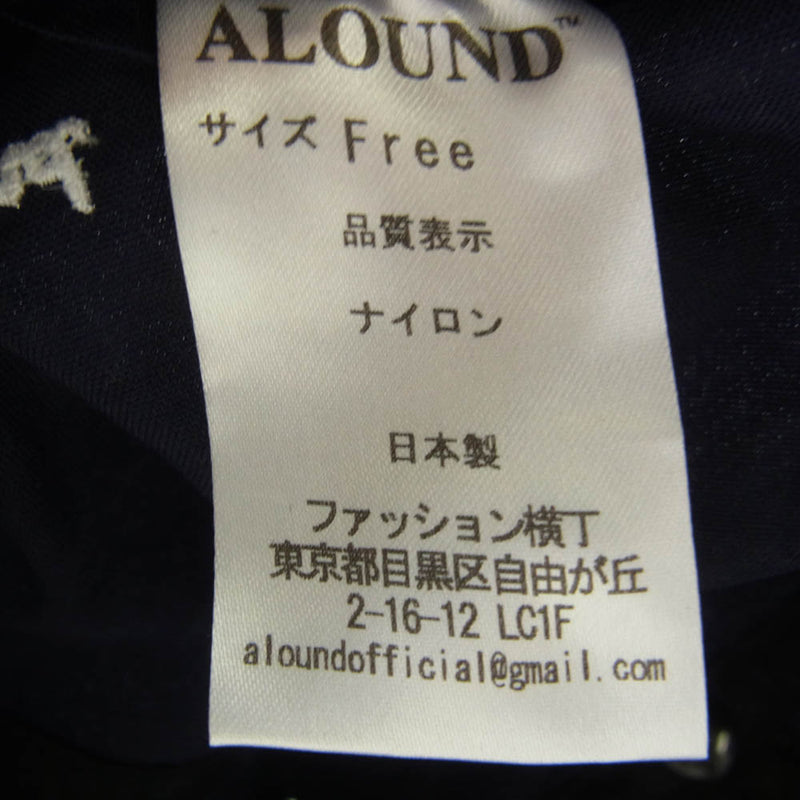 ALOUND™
サイズ Free
品質表示
ナイロン
日本製
ファッション横丁
東京都目黒区自由が丘
2-16-12 LC1F
aloundofficial@gmail.com